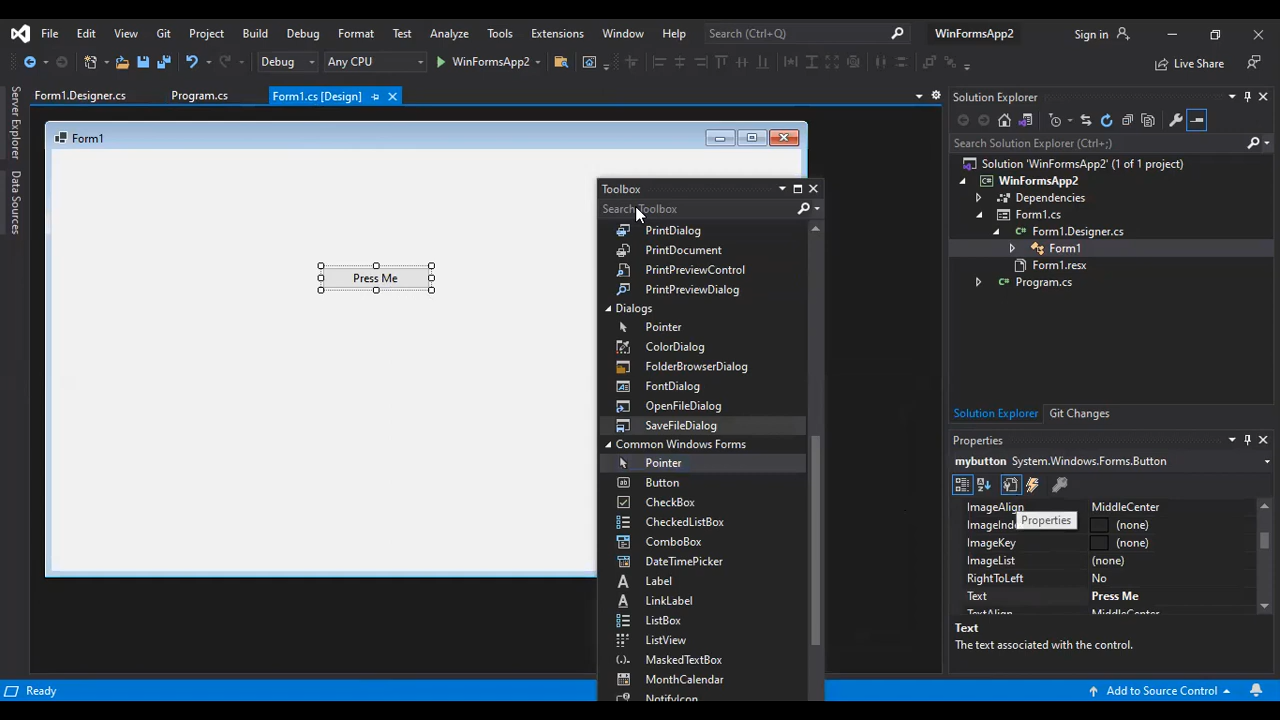 File Edit View Git Project Build Debug Format Test Analyze Tools Extensions Window Help Search (Ctrl+Q) WinFormsApp2 Sign in
Debug Any CPU WinFormsApp2 Live Share
Form1.Designer.cs Program.cs Form1.cs [Design]
Server Explorer
Data Sources
Form1
Press Me
Toolbox
Search Toolbox
PrintDialog
PrintDocument
PrintPreviewControl
PrintPreviewDialog
Dialogs
Pointer
ColorDialog
FolderBrowserDialog
FontDialog
OpenFileDialog
SaveFileDialog
Common Windows Forms
Pointer
Button
CheckBox
CheckedListBox
ComboBox
DateTimePicker
Label
LinkLabel
ListBox
ListView
MaskedTextBox
MonthCalendar
NotifyIcon
Solution Explorer
Search Solution Explorer (Ctrl+;)
Solution 'WinFormsApp2' (1 of 1 project)
WinFormsApp2
Dependencies
Form1.cs
Form1.Designer.cs
Form1
Form1.resx
Program.cs
Solution Explorer Git Changes
Properties
mybutton System.Windows.Forms.Button
ImageAlign MiddleCenter
Properties
(none)
ImageKey (none)
ImageList (none)
RightToLeft No
Text Press Me
TextAlign MiddleCenter
Text
The text associated with the control.
Ready Add to Source Control